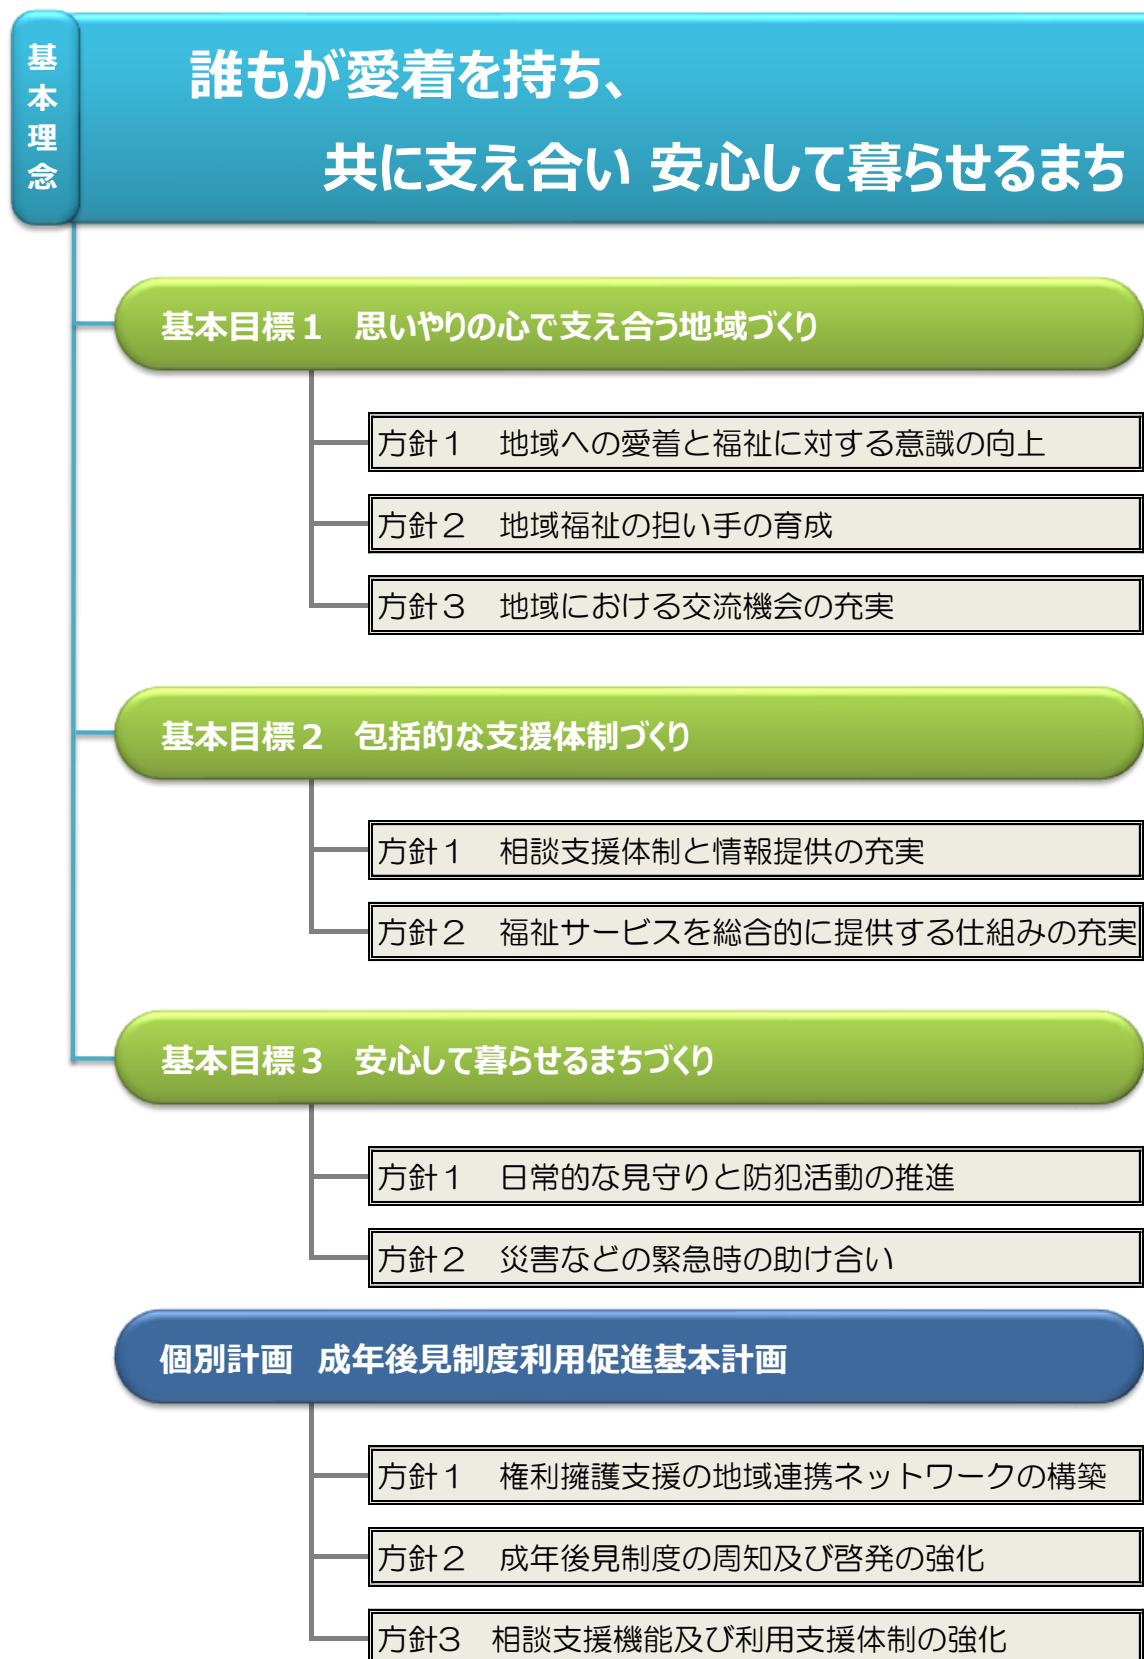 基本理念
誰もが愛着を持ち、
共に支え合い 安心して暮らせるまち
基本目標１　思いやりの心で支え合う地域づくり
方針１　地域への愛着と福祉に対する意識の向上
方針２　地域福祉の担い手の育成
方針３　地域における交流機会の充実
基本目標２　包括的な支援体制づくり
方針１　相談支援体制と情報提供の充実
方針２　福祉サービスを総合的に提供する仕組みの充実
基本目標３　安心して暮らせるまちづくり
方針１　日常的な見守りと防犯活動の推進
方針２　災害などの緊急時の助け合い
個別計画　成年後見制度利用促進基本計画
方針１　権利擁護支援の地域連携ネットワークの構築
方針２　成年後見制度の周知及び啓発の強化
方針3　相談支援機能及び利用支援体制の強化